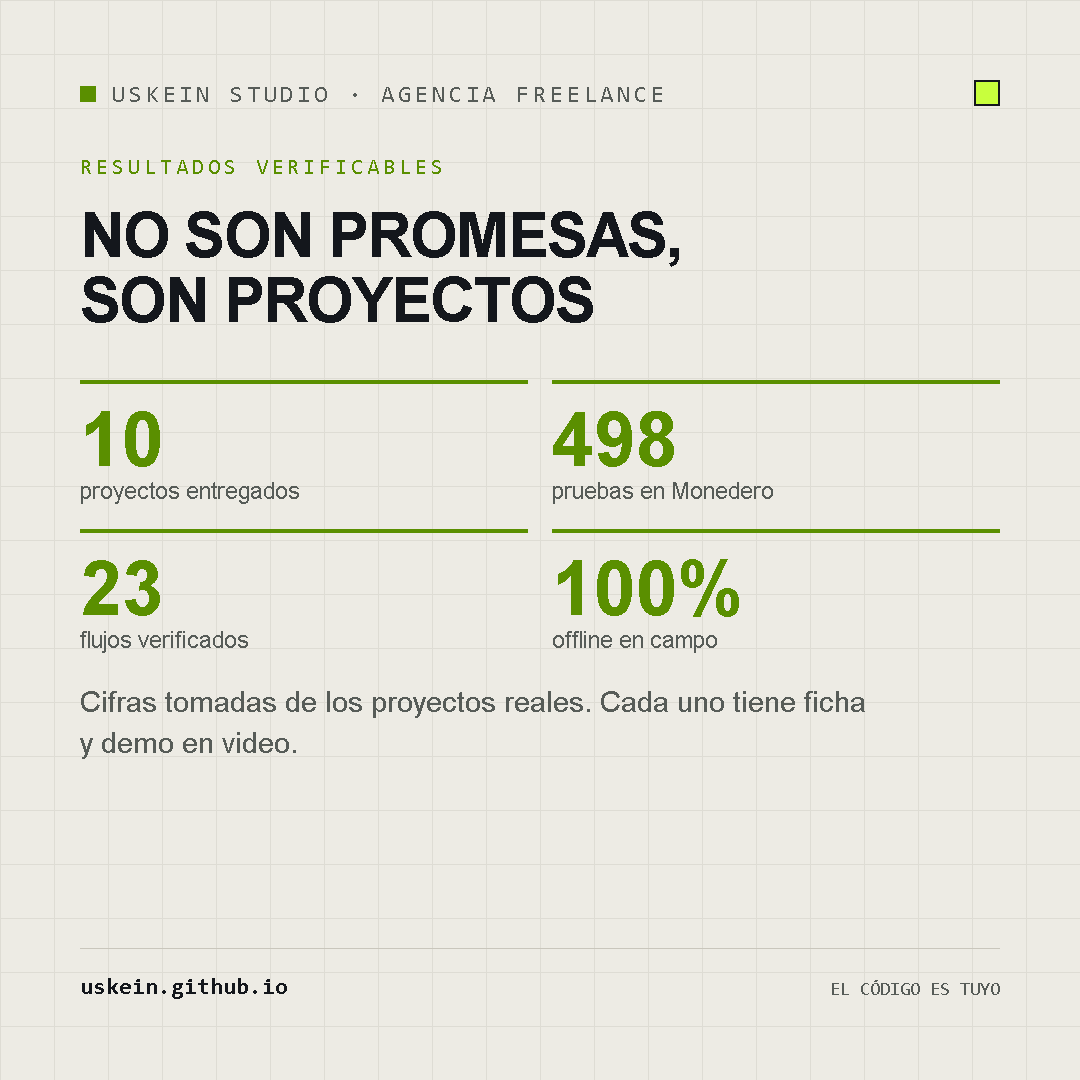 USKEIN STUDIO · AGENCIA FREELANCE
RESULTADOS VERIFICABLES
NO SON PROMESAS,
SON PROYECTOS
10
proyectos entregados
498
pruebas en Monedero
23
flujos verificados
100%
offline en campo
Cifras tomadas de los proyectos reales. Cada uno tiene ficha
y demo en video.
uskein.github.io
EL CÓDIGO ES TUYO